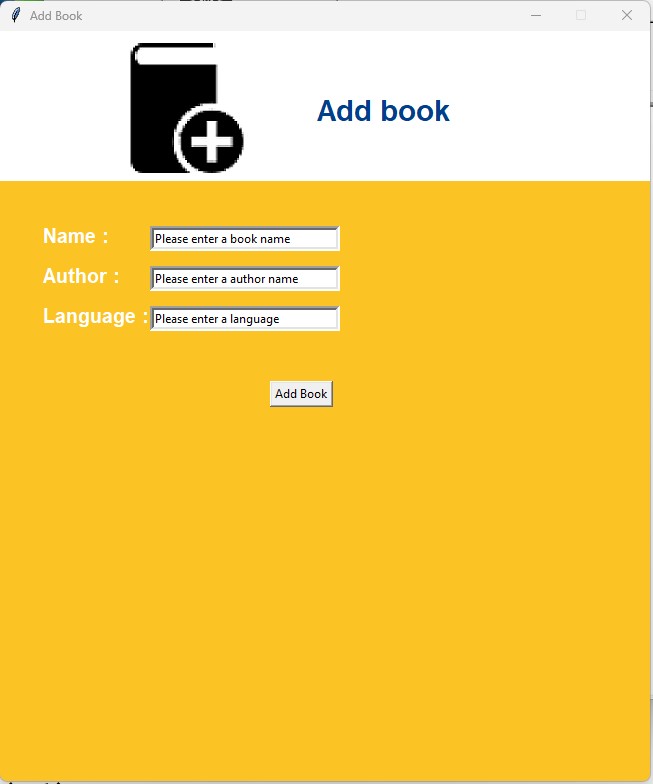 Add Book
Add book
Name :
Please enter a book name
Author :
Please enter a author name
Language :
Please enter a language
Add Book